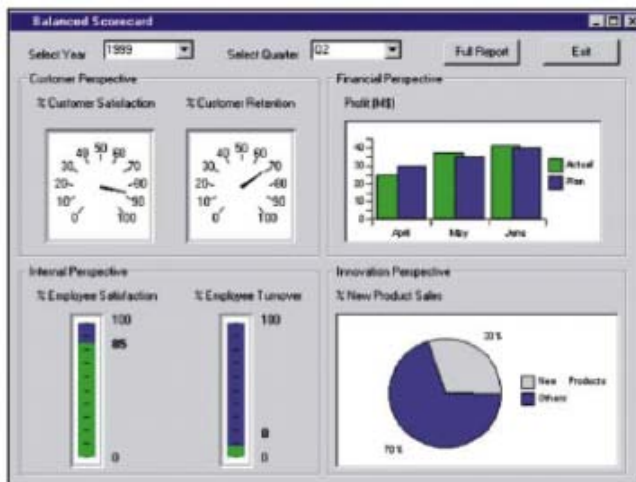 Balanced Scorecard
Select Year 1999 Select Quarter Q2 Full Report Exit
Customer Perspective
% Customer Satisfaction % Customer Retention
0 10 20 30 40 50 60 70 80 90 100
0 10 20 30 40 50 60 70 80 90 100
Financial Perspective
Profit (M$)
40
30
20
10
0
April May June
Actual
Plan
Internal Perspective
% Employee Satisfaction % Employee Turnover
100
85
0
100
8
0
Innovation Perspective
% New Product Sales
30%
70%
New Products
Others